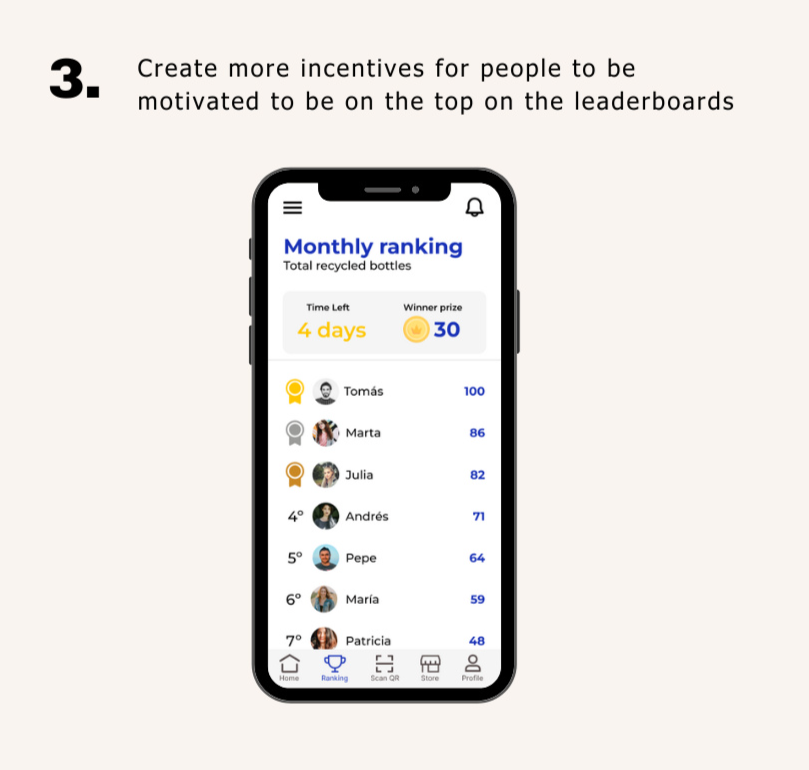 3.
Create more incentives for people to be
motivated to be on the top on the leaderboards
Monthly ranking
Total recycled bottles
Time Left
4 days
Winner prize
30
Tomás 100
Marta 86
Julia 82
4º Andrés 71
5º Pepe 64
6º María 59
7º Patricia 48
Home Ranking Scan QR Store Profile